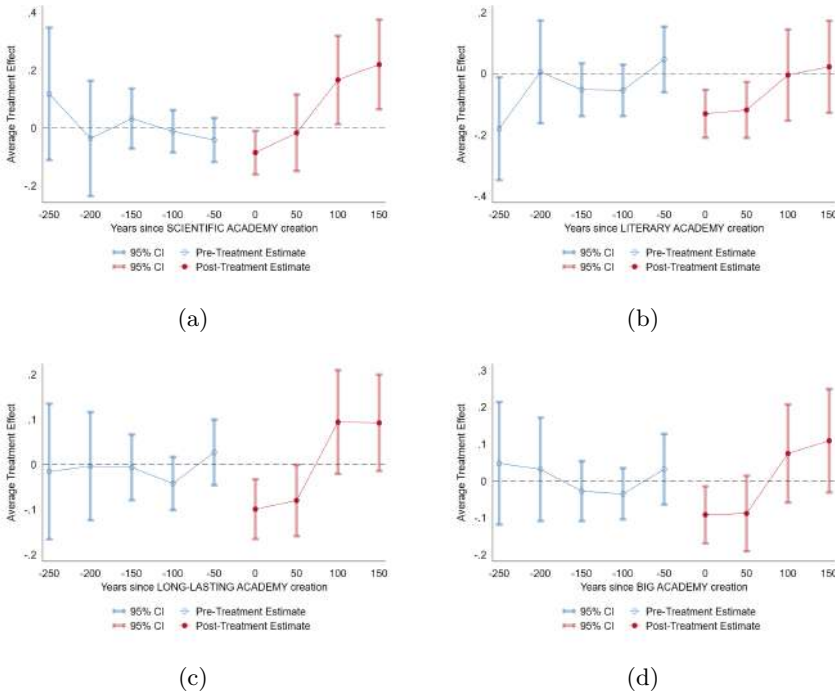 .4
.2
0
-.2
Average Treatment Effect
-250 -200 -150 -100 -50 0 50 100 150
Years since SCIENTIFIC ACADEMY creation
95% CI Pre-Treatment Estimate
95% CI Post-Treatment Estimate
(a)
.2
0
-.2
-.4
Average Treatment Effect
-250 -200 -150 -100 -50 0 50 100 150
Years since LITERARY ACADEMY creation
95% CI Pre-Treatment Estimate
95% CI Post-Treatment Estimate
(b)
.2
.1
0
-.1
-.2
Average Treatment Effect
-250 -200 -150 -100 -50 0 50 100 150
Years since LONG-LASTING ACADEMY creation
95% CI Pre-Treatment Estimate
95% CI Post-Treatment Estimate
(c)
.3
.2
.1
0
-.1
-.2
Average Treatment Effect
-250 -200 -150 -100 -50 0 50 100 150
Years since BIG ACADEMY creation
95% CI Pre-Treatment Estimate
95% CI Post-Treatment Estimate
(d)